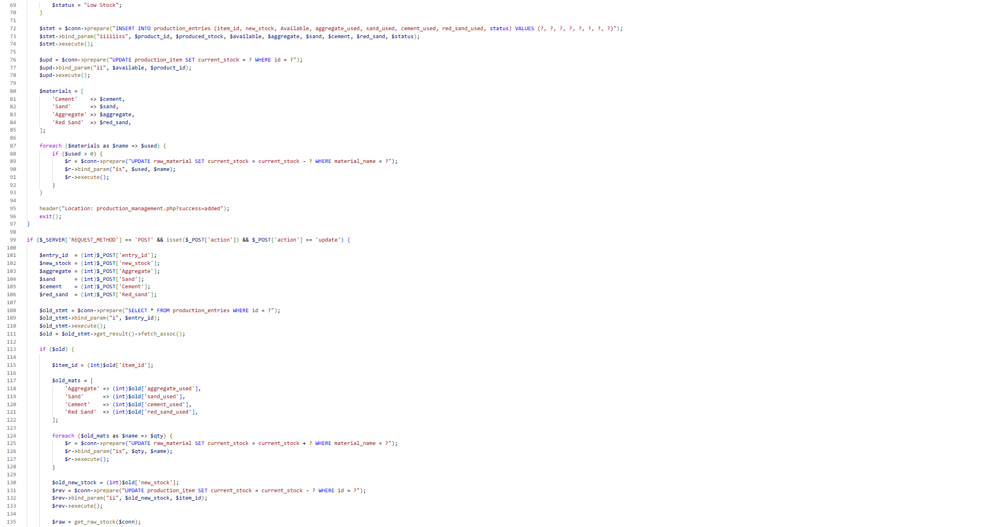 69 $status = "Low Stock";
70 }
71
72 $stmt = $conn->prepare("INSERT INTO production_entries (item_id, new_stock, Available, aggregate_used, sand_used, cement_used, red_sand_used, status) VALUES (?, ?, ?, ?, ?, ?, ?, ?)");
73 $stmt->bind_param("iiiiiiss", $product_id, $produced_stock, $available, $aggregate, $sand, $cement, $red_sand, $status);
74 $stmt->execute();
75
76 $upd = $conn->prepare("UPDATE production_item SET current_stock = ? WHERE id = ?");
77 $upd->bind_param("ii", $available, $product_id);
78 $upd->execute();
79
80 $materials = [
81 'Cement' => $cement,
82 'Sand' => $sand,
83 'Aggregate' => $aggregate,
84 'Red Sand' => $red_sand,
85 ];
86
87 foreach ($materials as $name => $used) {
88 if ($used > 0) {
89 $r = $conn->prepare("UPDATE raw_material SET current_stock = current_stock - ? WHERE material_name = ?");
90 $r->bind_param("is", $used, $name);
91 $r->execute();
92 }
93 }
94
95 header("Location: production_management.php?success=added");
96 exit();
97 }
98
99 if ($_SERVER['REQUEST_METHOD'] == 'POST' && isset($_POST['action']) && $_POST['action'] == 'update') {
100
101 $entry_id = (int)$_POST['entry_id'];
102 $new_stock = (int)$_POST['new_stock'];
103 $aggregate = (int)$_POST['Aggregate'];
104 $sand = (int)$_POST['Sand'];
105 $cement = (int)$_POST['Cement'];
106 $red_sand = (int)$_POST['Red_sand'];
107
108 $old_stmt = $conn->prepare("SELECT * FROM production_entries WHERE id = ?");
109 $old_stmt->bind_param("i", $entry_id);
110 $old_stmt->execute();
111 $old = $old_stmt->get_result()->fetch_assoc();
112
113 if ($old) {
114
115 $item_id = (int)$old['item_id'];
116
117 $old_mats = [
118 'Aggregate' => (int)$old['aggregate_used'],
119 'Sand' => (int)$old['sand_used'],
120 'Cement' => (int)$old['cement_used'],
121 'Red Sand' => (int)$old['red_sand_used'],
122 ];
123
124 foreach ($old_mats as $name => $qty) {
125 $r = $conn->prepare("UPDATE raw_material SET current_stock = current_stock + ? WHERE material_name = ?");
126 $r->bind_param("is", $qty, $name);
127 $r->execute();
128 }
129
130 $old_new_stock = (int)$old['new_stock'];
131 $rev = $conn->prepare("UPDATE production_item SET current_stock = current_stock - ? WHERE id = ?");
132 $rev->bind_param("ii", $old_new_stock, $item_id);
133 $rev->execute();
134
135 $raw = get_raw_stock($conn);